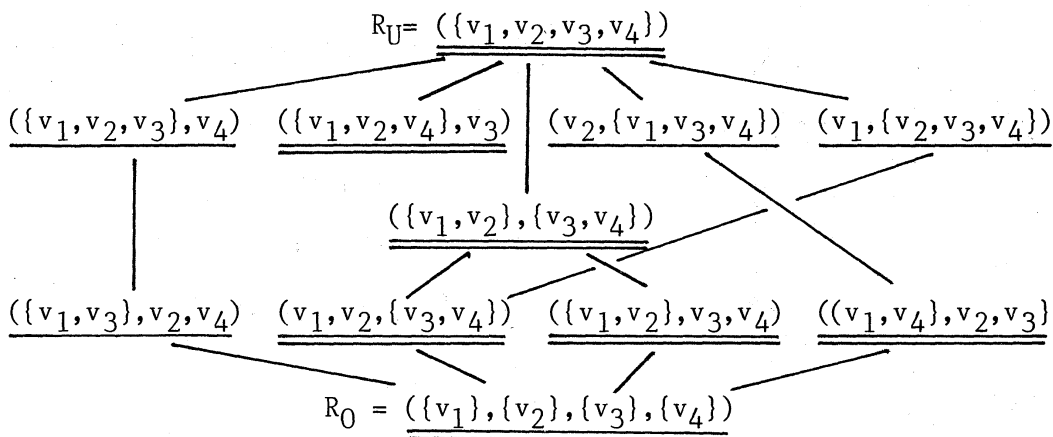 R_U= ({v_1,v_2,v_3,v_4})
({v_1,v_2,v_3},v_4) ({v_1,v_2,v_4},v_3) (v_2,{v_1,v_3,v_4}) (v_1,{v_2,v_3,v_4})
({v_1,v_2},{v_3,v_4})
({v_1,v_3},v_2,v_4) (v_1,v_2,{v_3,v_4}) ({v_1,v_2},v_3,v_4) ((v_1,v_4},v_2,v_3}
R_0 = ({v_1},{v_2},{v_3},{v_4})